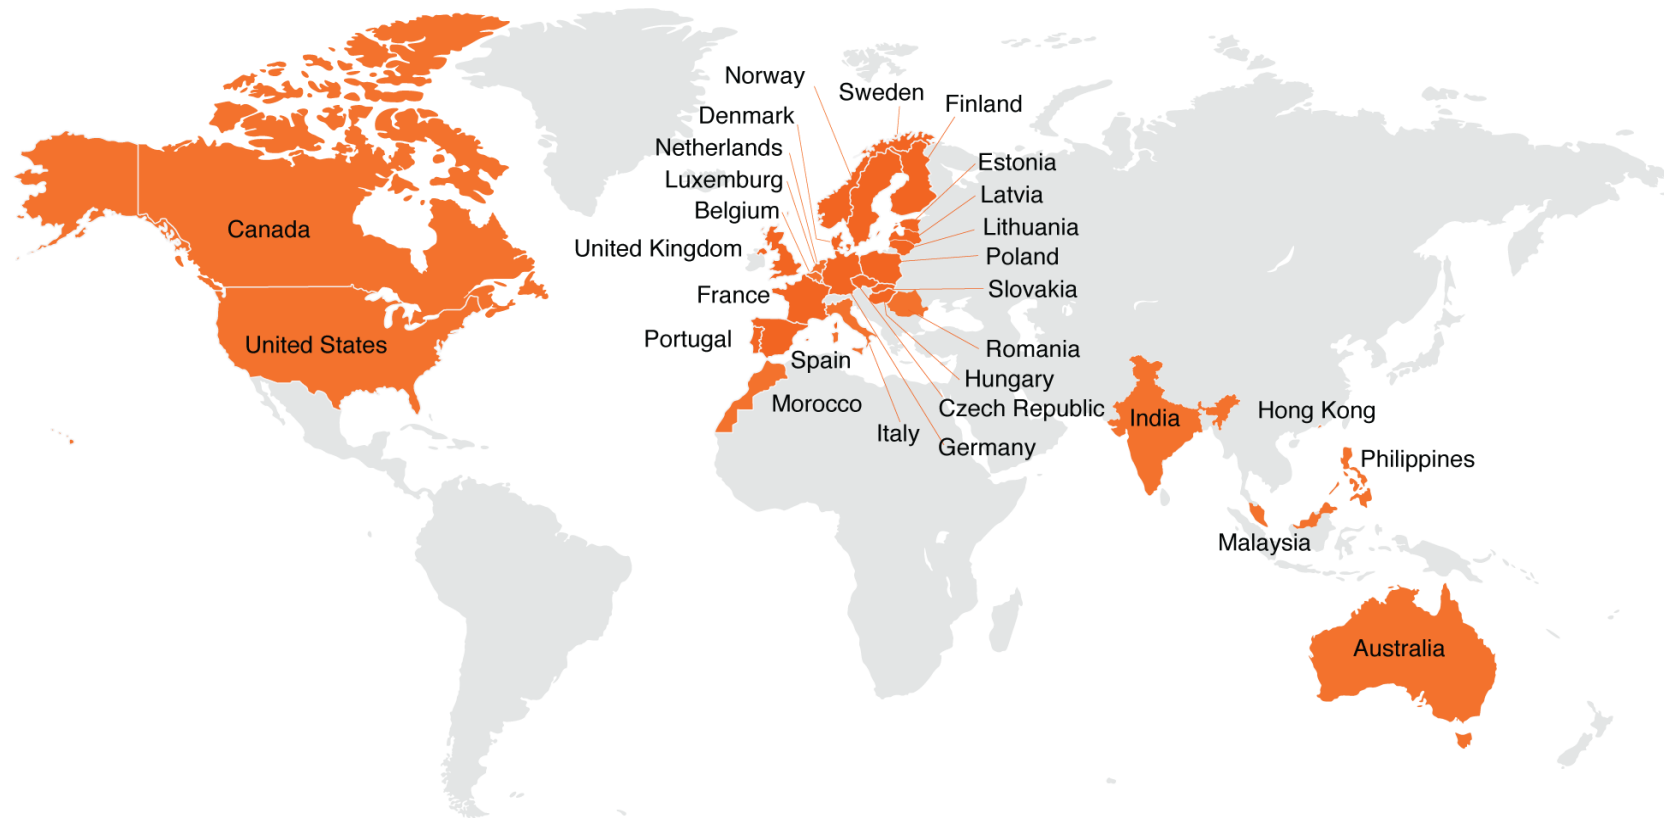 Norway
Sweden
Finland
Denmark
Netherlands
Estonia
Luxemburg
Latvia
Belgium
Lithuania
Canada
United Kingdom
Poland
France
Slovakia
United States
Portugal
Romania
Spain
Hungary
Morocco
Czech Republic
India
Hong Kong
Italy
Germany
Philippines
Malaysia
Australia